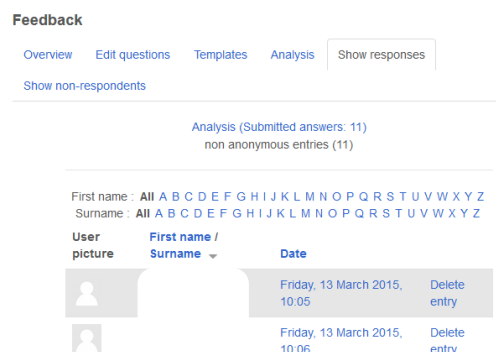 Feedback
Overview Edit questions Templates Analysis Show responses
Show non-respondents
Analysis (Submitted answers: 11)
non anonymous entries (11)
First name : All A B C D E F G H I J K L M N O P Q R S T U V W X Y Z
Surname : All A B C D E F G H I J K L M N O P Q R S T U V W X Y Z
User picture First name / Surname Date
Friday, 13 March 2015, Delete
10:05 entry
Friday, 13 March 2015, Delete
10:06 entry